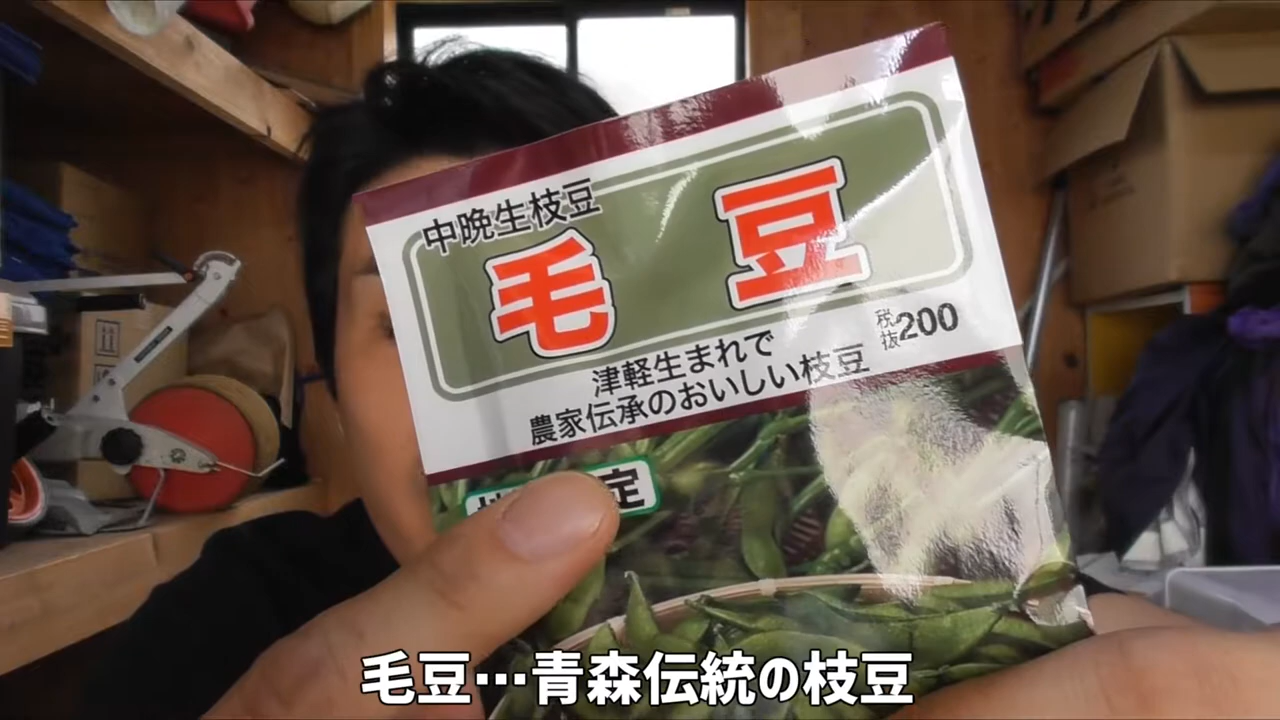 中晩生枝豆
毛豆
税抜200
津軽生まれで
農家伝承のおいしい枝豆
定
毛豆…青森伝統の枝豆